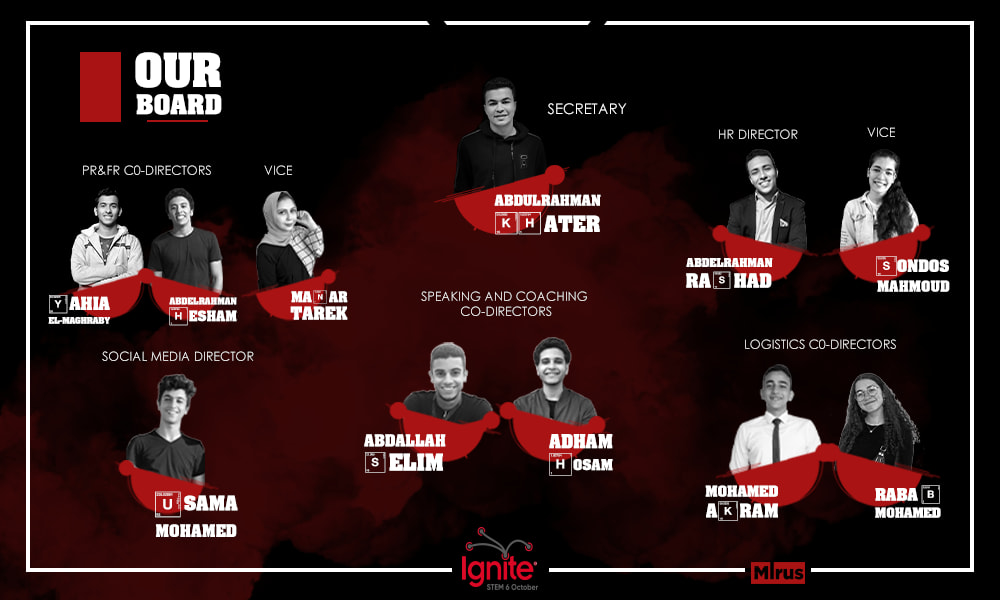 OUR
BOARD
SECRETARY
ABDULRAHMAN
KHATER
PR&FR C0-DIRECTORS
VICE
YAHIA
EL-MAGHRABY
ABDELRAHMAN
HESHAM
MANAR
TAREK
HR DIRECTOR
VICE
ABDELRAHMAN
RASHAD
SONDOS
MAHMOUD
SOCIAL MEDIA DIRECTOR
USAMA
MOHAMED
SPEAKING AND COACHING
CO-DIRECTORS
ABDALLAH
SELIM
ADHAM
HOSAM
LOGISTICS C0-DIRECTORS
MOHAMED
AKRAM
RABAB
MOHAMED
Ignite
STEM 6 October
M1rus